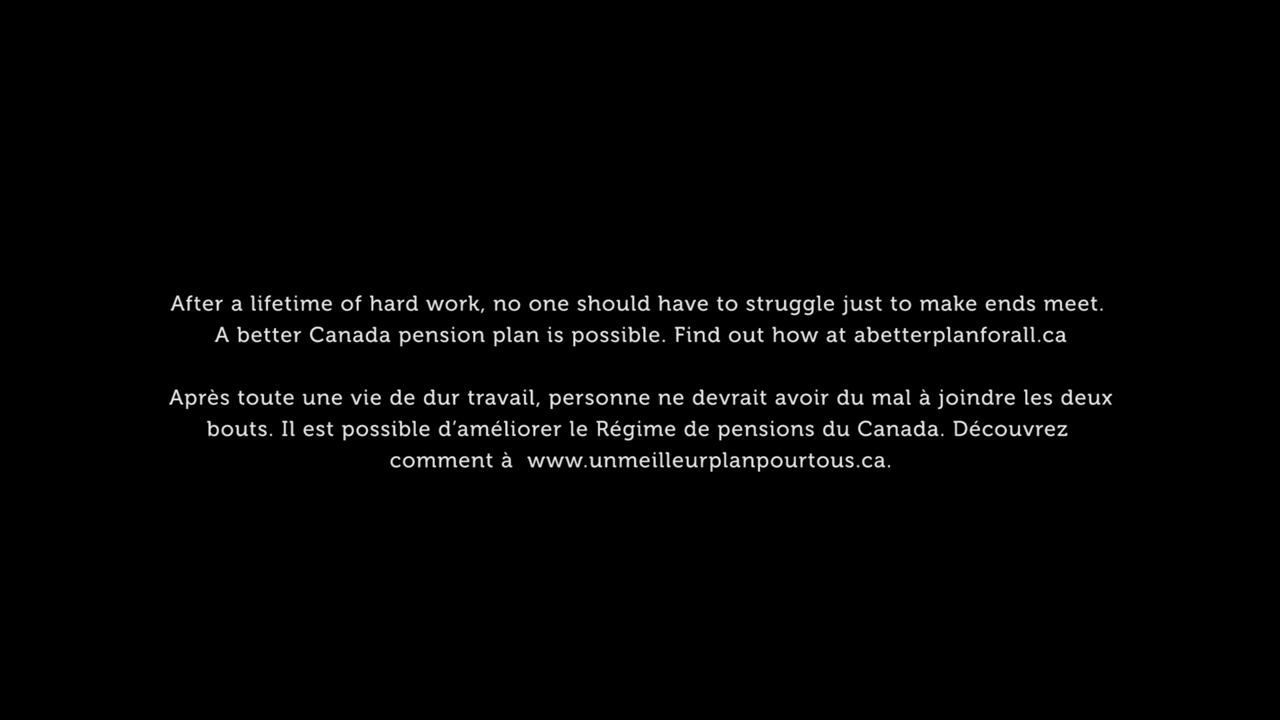 After a lifetime of hard work, no one should have to struggle just to make ends meet.
A better Canada pension plan is possible. Find out how at abetterplanforall.ca
Après toute une vie de dur travail, personne ne devrait avoir du mal à joindre les deux
bouts. Il est possible d’améliorer le Régime de pensions du Canada. Découvrez
comment à  www.unmeilleurplanpourtous.ca.